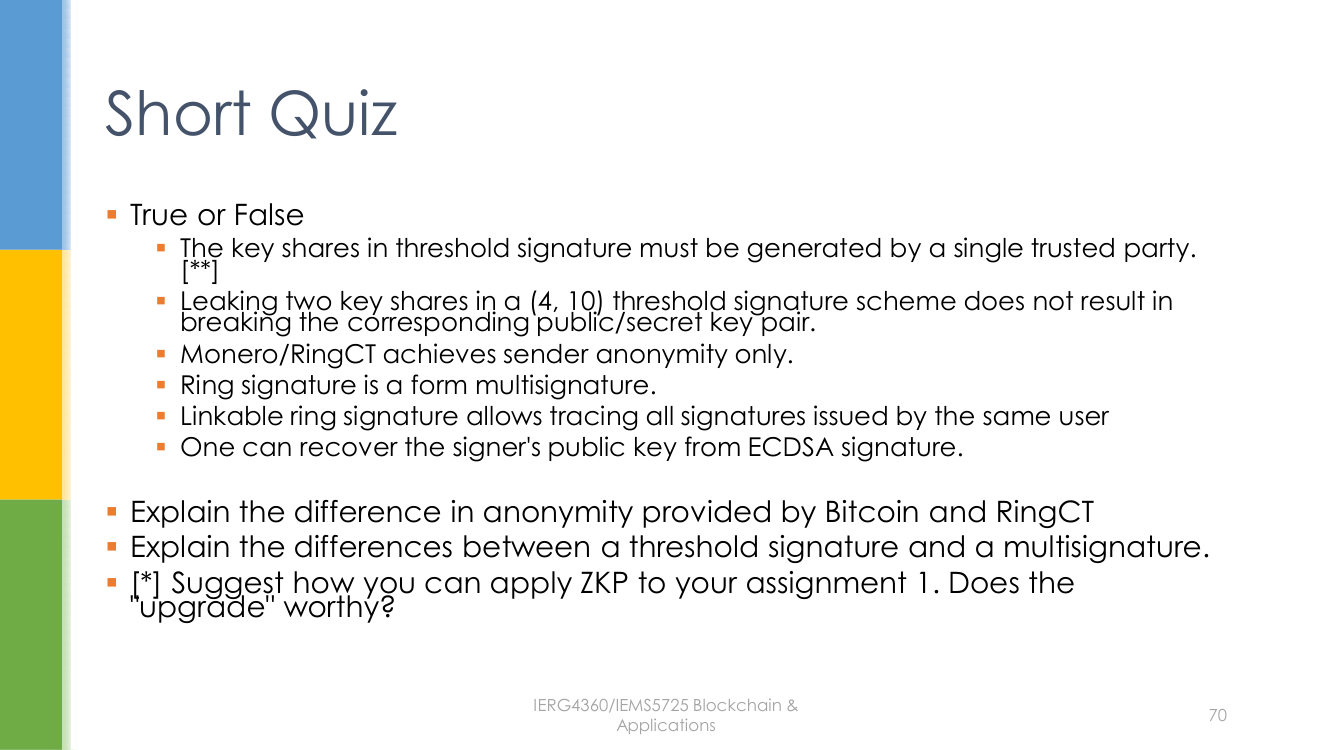 Short Quiz
▪ True or False
▪ The key shares in threshold signature must be generated by a single trusted party.
[**]
▪ Leaking two key shares in a (4, 10) threshold signature scheme does not result in
breaking the corresponding public/secret key pair.
▪ Monero/RingCT achieves sender anonymity only.
▪ Ring signature is a form multisignature.
▪ Linkable ring signature allows tracing all signatures issued by the same user
▪ One can recover the signer's public key from ECDSA signature.
▪ Explain the difference in anonymity provided by Bitcoin and RingCT
▪ Explain the differences between a threshold signature and a multisignature.
▪ [*] Suggest how you can apply ZKP to your assignment 1. Does the
"upgrade" worthy?
IERG4360/IEMS5725 Blockchain &
Applications
70